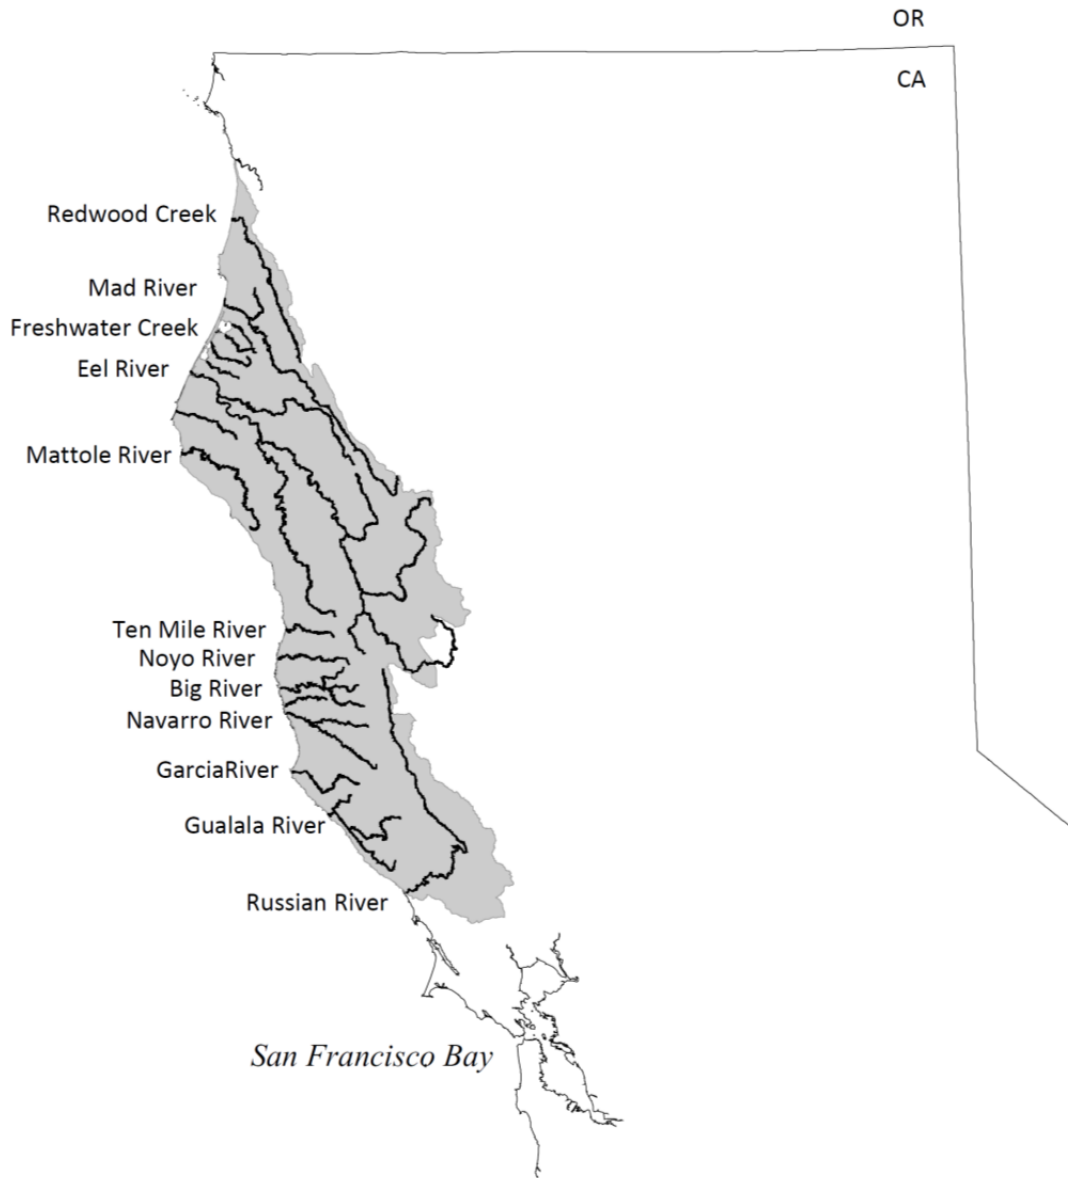 OR
CA
Redwood Creek
Mad River
Freshwater Creek
Eel River
Mattole River
Ten Mile River
Noyo River
Big River
Navarro River
GarciaRiver
Gualala River
Russian River
San Francisco Bay